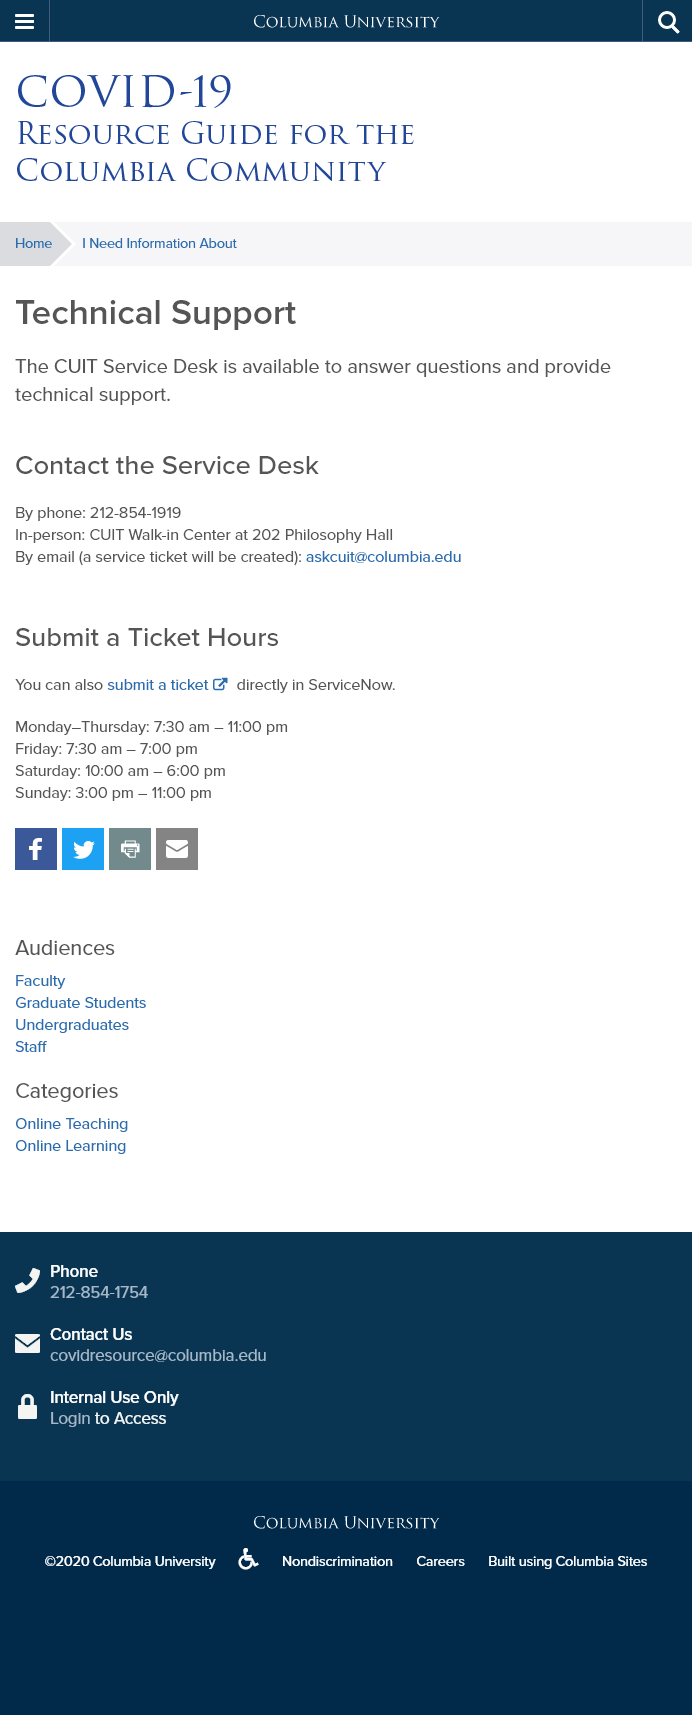 Columbia University
COVID-19
Resource Guide for the
Columbia Community
Home
I Need Information About
Technical Support
The CUIT Service Desk is available to answer questions and provide
technical support.
Contact the Service Desk
By phone: 212-854-1919
In-person: CUIT Walk-in Center at 202 Philosophy Hall
By email (a service ticket will be created): askcuit@columbia.edu
Submit a Ticket Hours
You can also submit a ticket directly in ServiceNow.
Monday–Thursday: 7:30 am – 11:00 pm
Friday: 7:30 am – 7:00 pm
Saturday: 10:00 am – 6:00 pm
Sunday: 3:00 pm – 11:00 pm
Audiences
Faculty
Graduate Students
Undergraduates
Staff
Categories
Online Teaching
Online Learning
Phone
212-854-1754
Contact Us
covidresource@columbia.edu
Internal Use Only
Login to Access
Columbia University
©2020 Columbia University Nondiscrimination Careers Built using Columbia Sites